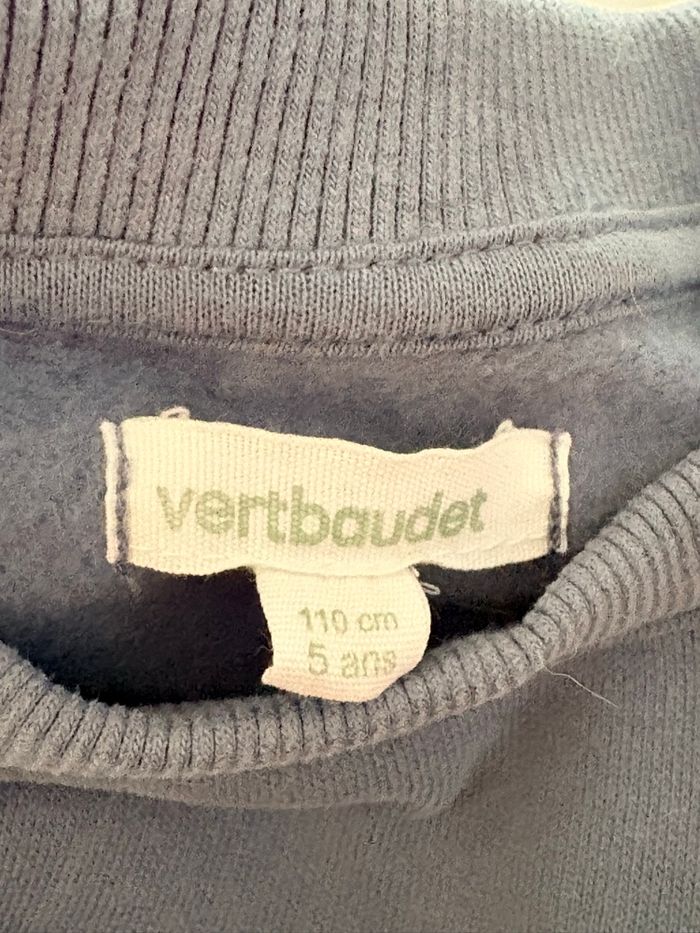 vertbaudet
110 cm
5 ans